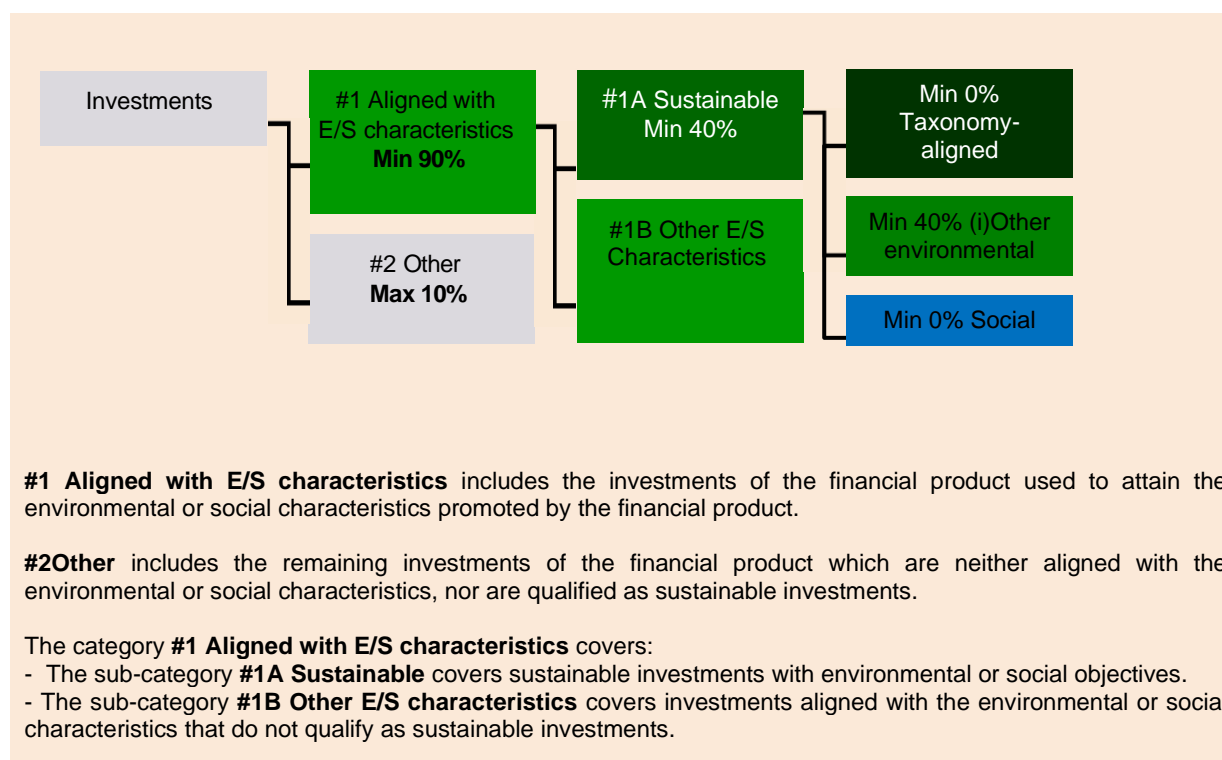 Investments
#1 Aligned with
E/S characteristics
Min 90%
#2 Other
Max 10%
#1A Sustainable
Min 40%
#1B Other E/S
Characteristics
Min 0%
Taxonomy-
aligned
Min 40% (i)Other
environmental
Min 0% Social
#1 Aligned with E/S characteristics includes the investments of the financial product used to attain the
environmental or social characteristics promoted by the financial product.
#2Other includes the remaining investments of the financial product which are neither aligned with the
environmental or social characteristics, nor are qualified as sustainable investments.
The category #1 Aligned with E/S characteristics covers:
- The sub-category #1A Sustainable covers sustainable investments with environmental or social objectives.
- The sub-category #1B Other E/S characteristics covers investments aligned with the environmental or social
characteristics that do not qualify as sustainable investments.